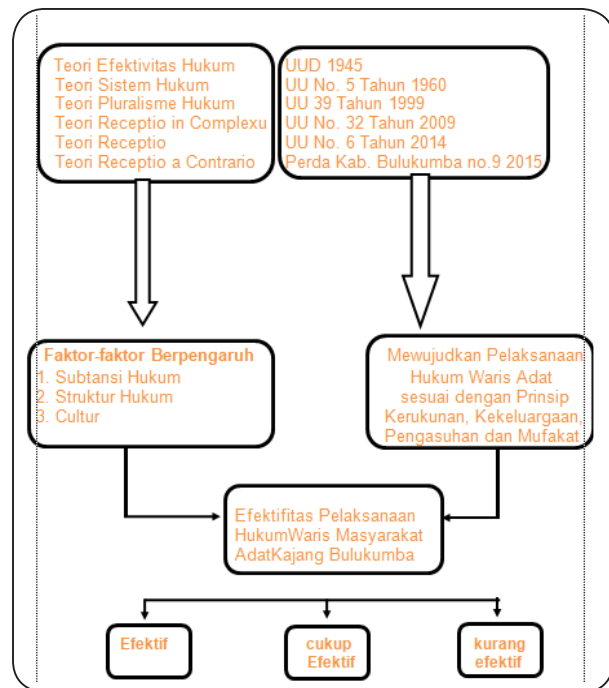 Teori Efektivitas Hukum
Teori Sistem Hukum
Teori Pluralisme Hukum
Teori Receptio in Complexu
Teori Receptio
Teori Receptio a Contrario
UUD 1945
UU No. 5 Tahun 1960
UU 39 Tahun 1999
UU No. 32 Tahun 2009
UU No. 6 Tahun 2014
Perda Kab. Bulukumba no.9 2015
Faktor-faktor Berpengaruh
1. Subtansi Hukum
2. Struktur Hukum
3. Cultur
Mewujudkan Pelaksanaan
Hukum Waris Adat
sesuai dengan Prinsip
Kerukunan, Kekeluargaan,
Pengasuhan dan Mufakat
Efektifitas Pelaksanaan
HukumWaris Masyarakat
AdatKajang Bulukumba
Efektif
cukup
Efektif
kurang
efektif